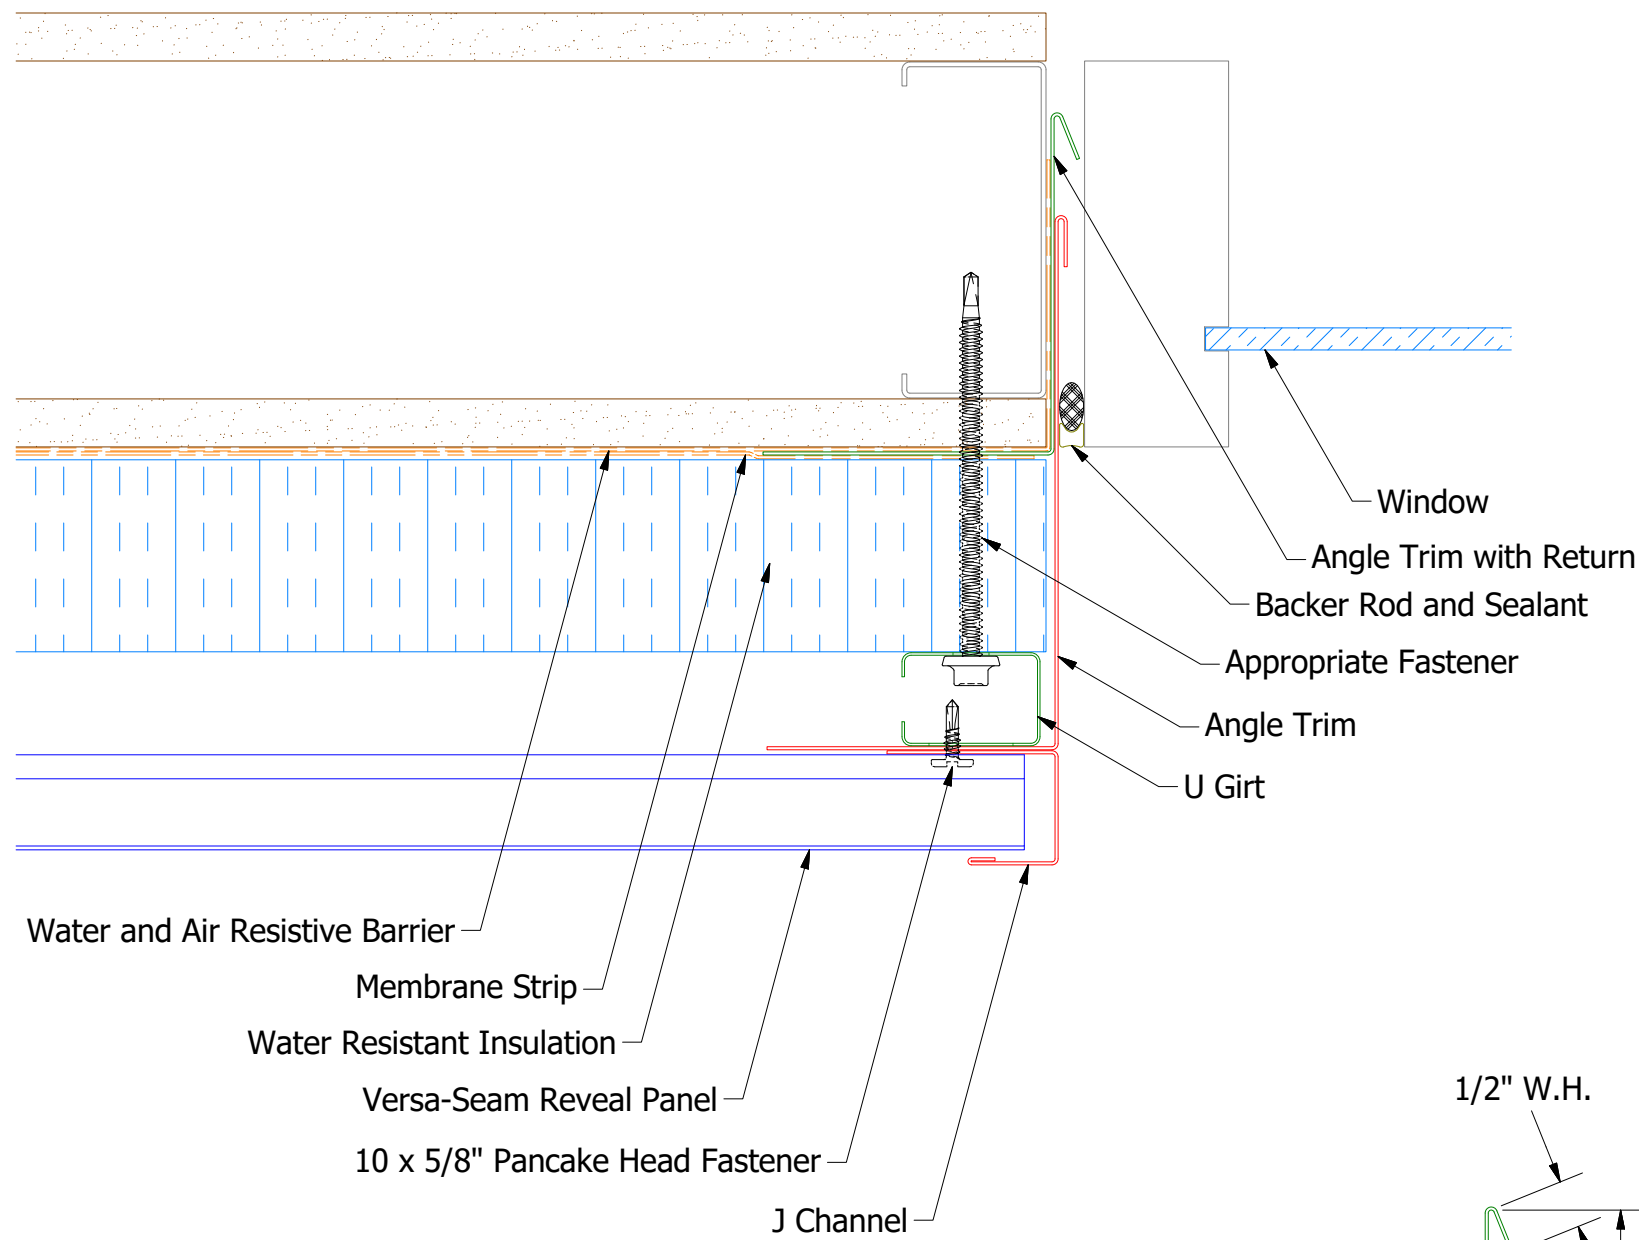 Window
Angle Trim with Return
Backer Rod and Sealant
Appropriate Fastener
Angle Trim
U Girt
Water and Air Resistive Barrier
Membrane Strip
Water Resistant Insulation
Versa-Seam Reveal Panel
10 x 5/8" Pancake Head Fastener
J Channel
1/2" W.H.